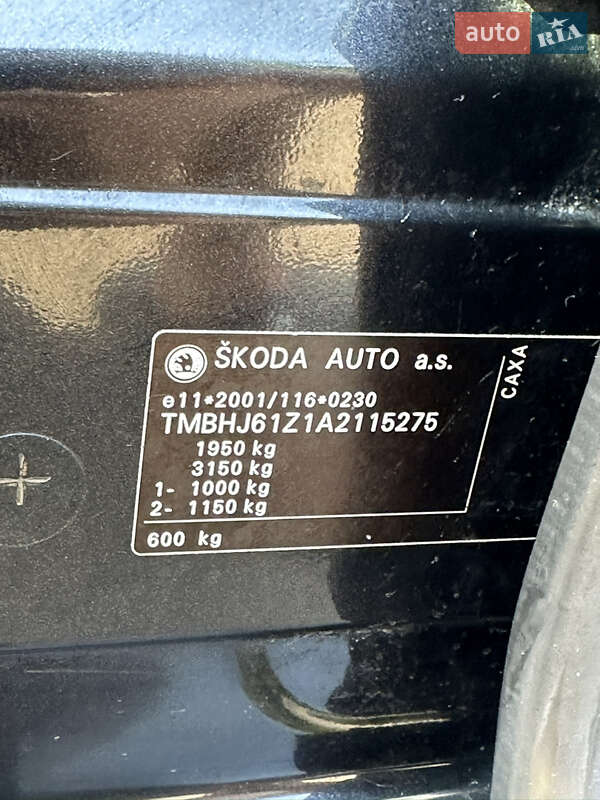 auto RIA .com
ŠKODA AUTO a.s.
e11*2001/116*0230
TMBHJ61Z1A2115275
1950 kg
3150 kg
1- 1000 kg
2- 1150 kg
600 kg
CAXA